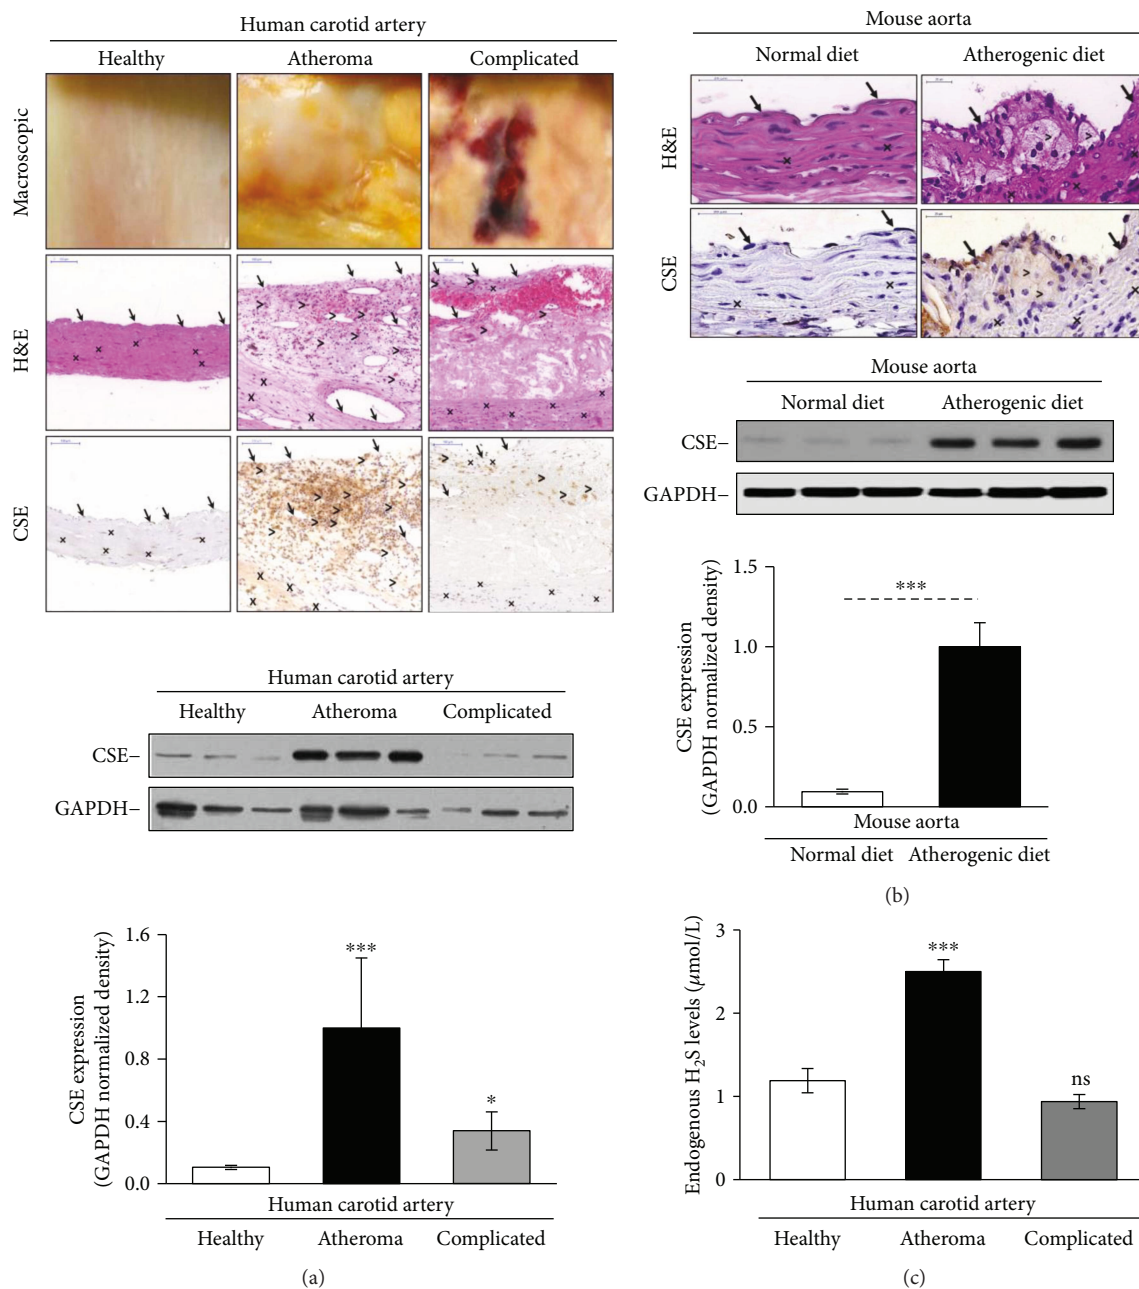 Human carotid artery
Healthy Atheroma Complicated
Macroscopic
H&E
CSE
Human carotid artery
Healthy Atheroma Complicated
CSE–
GAPDH–
CSE expression
(GAPDH normalized density)
1.6
1.2
0.8
0.4
0.0
***
*
Human carotid artery
Healthy Atheroma Complicated
(a)
Mouse aorta
Normal diet Atherogenic diet
H&E
CSE
Mouse aorta
Normal diet Atherogenic diet
CSE–
GAPDH–
CSE expression
(GAPDH normalized density)
1.5
1.0
0.5
0.0
***
Mouse aorta
Normal diet Atherogenic diet
(b)
Endogenous H₂S levels (μmol/L)
3
2
1
0
***
ns
Human carotid artery
Healthy Atheroma Complicated
(c)